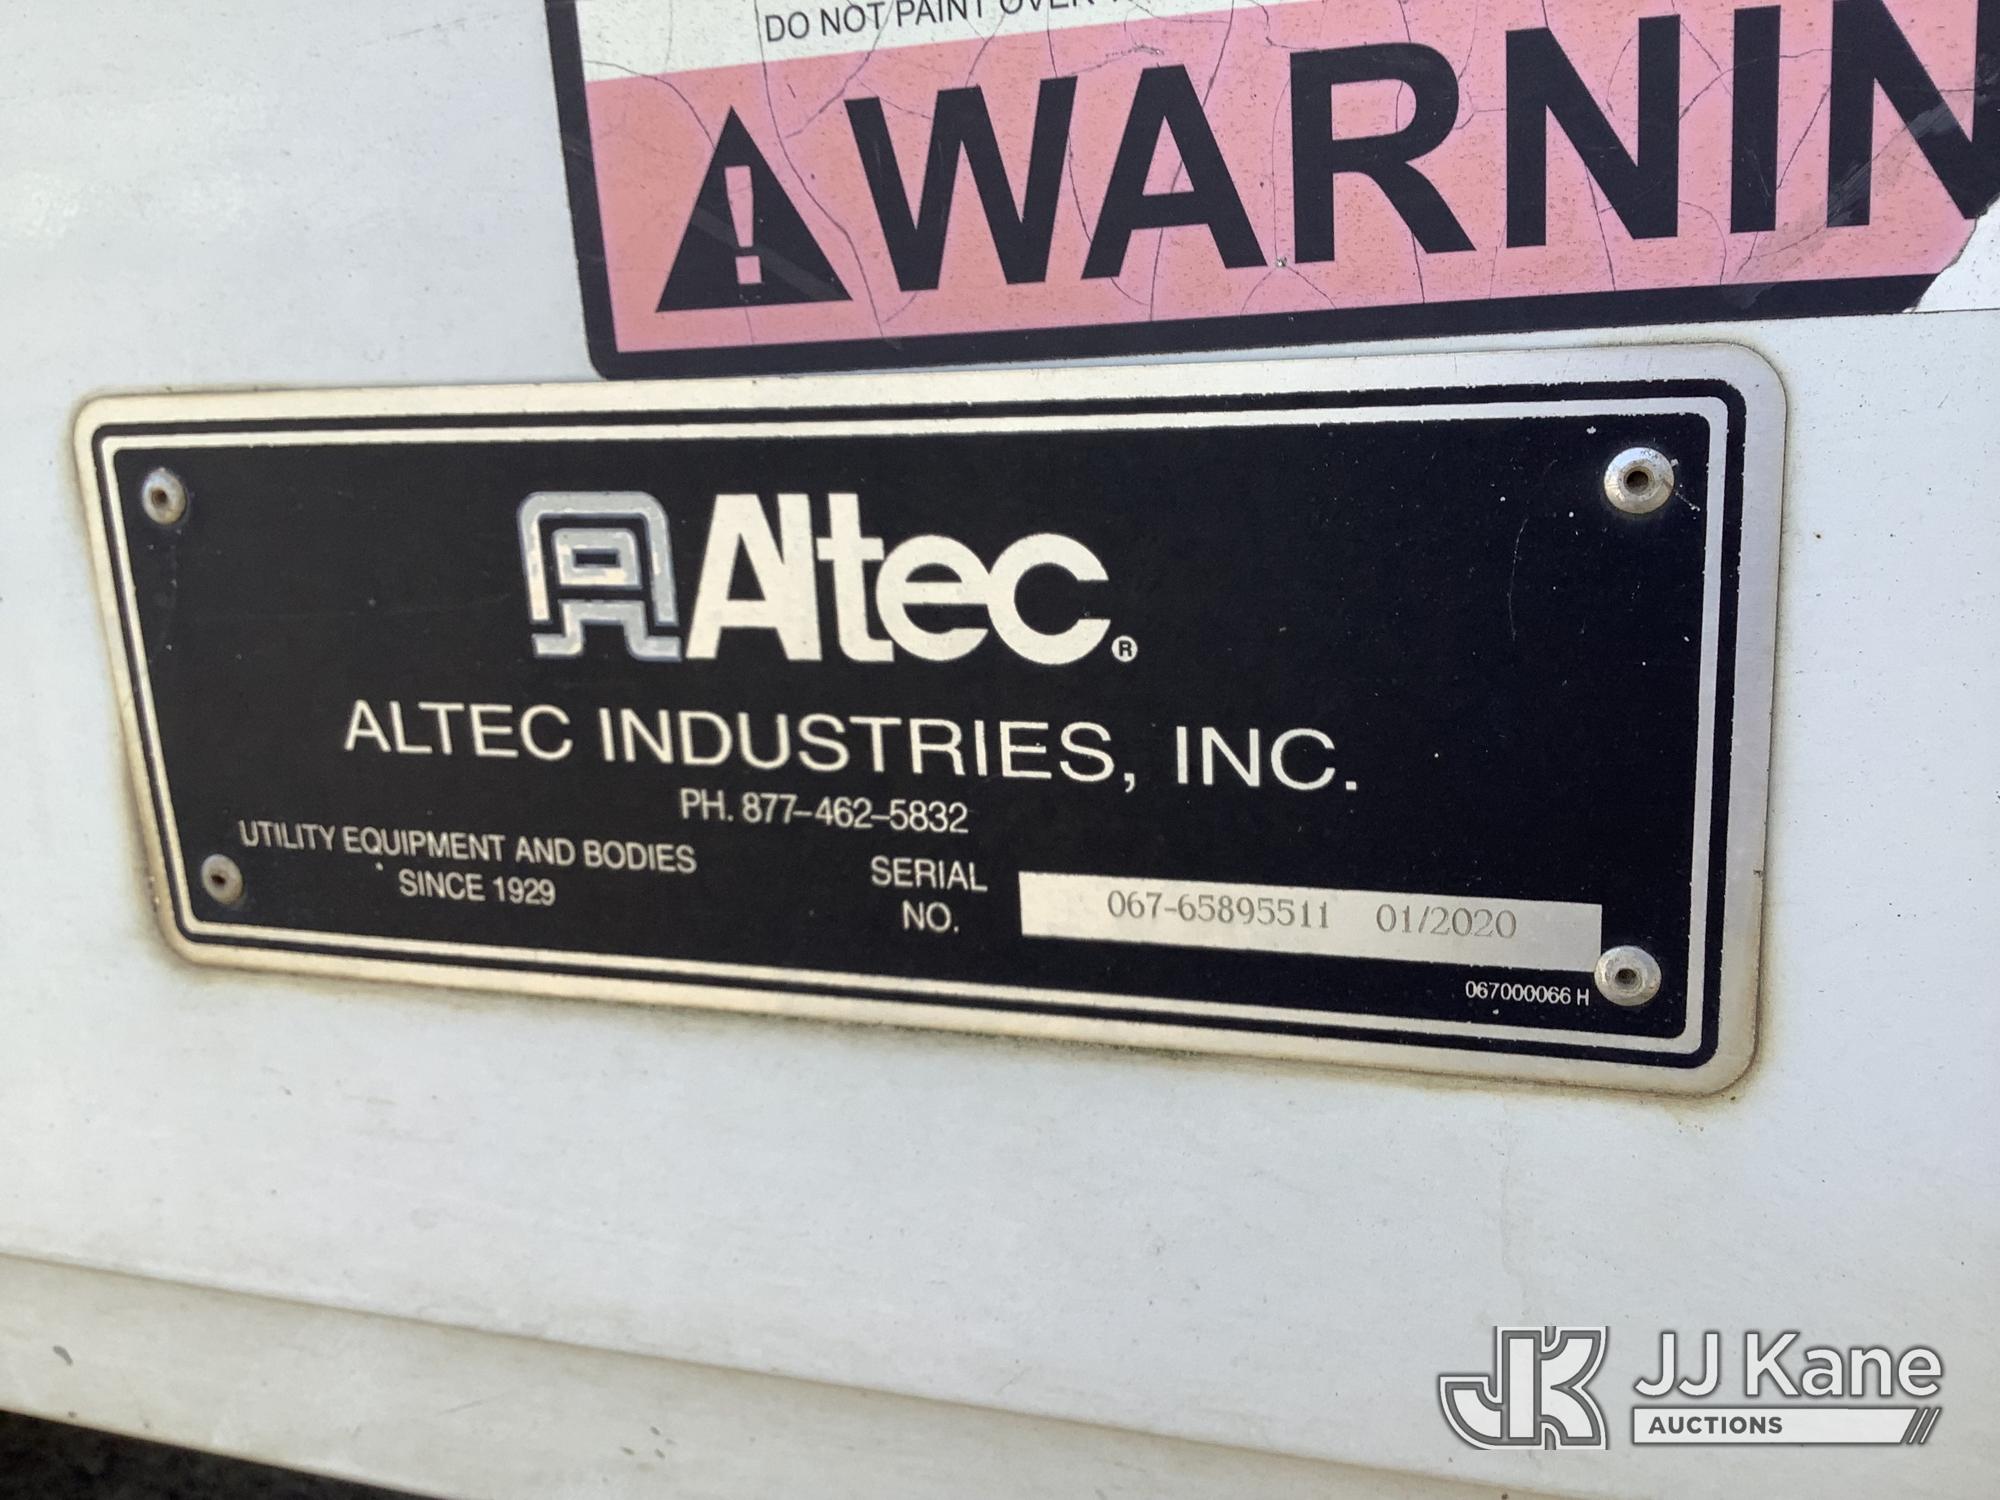 DO NOT PAINT OVER
WARNIN
Altec®
ALTEC INDUSTRIES, INC.
PH. 877-462-5832
UTILITY EQUIPMENT AND BODIES
SINCE 1929
SERIAL
NO.
067-65895511 01/2020
067000066 H
JK JJ Kane
AUCTIONS